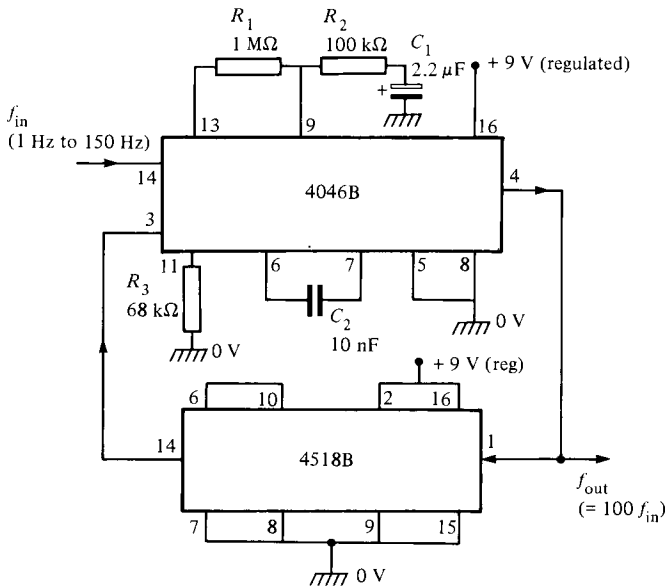 R1
1 MΩ
R2
100 kΩ
C1
2.2 µF
+
+ 9 V (regulated)
fin
(1 Hz to 150 Hz)
13
9
16
14
4046B
4
3
11
6
7
5
8
R3
68 kΩ
0 V
C2
10 nF
0 V
+ 9 V (reg)
6
10
2
16
14
4518B
1
fout
(= 100 fin)
7
8
9
15
0 V